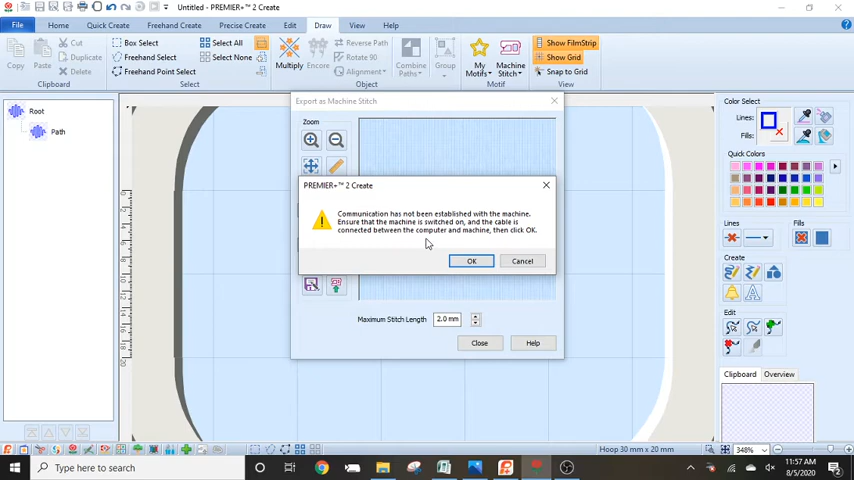 Untitled - PREMIER+™ 2 Create
File
Home
Quick Create
Freehand Create
Precise Create
Edit
Draw
View
Help
Copy
Paste
Cut
Duplicate
Delete
Clipboard
Box Select
Freehand Select
Freehand Point Select
Select All
Select None
Select
Multiply
Reverse Path
Rotate 90
Alignment
Object
Combine
Paths
Group
My
Motifs
Machine
Stitch
Motif
Show FilmStrip
Show Grid
Snap to Grid
View
Root
Path
Export as Machine Stitch
Zoom
PREMIER+™ 2 Create
Communication has not been established with the machine.
Ensure that the machine is switched on, and the cable is
connected between the computer and machine, then click OK.
OK
Cancel
Maximum Stitch Length
2.0 mm
Close
Help
Color Select
Lines:
Fills:
Quick Colors
Lines
Fills
Create
Edit
Clipboard
Overview
Hoop 30 mm x 20 mm
348%
Type here to search
11:57 AM
8/5/2020
2